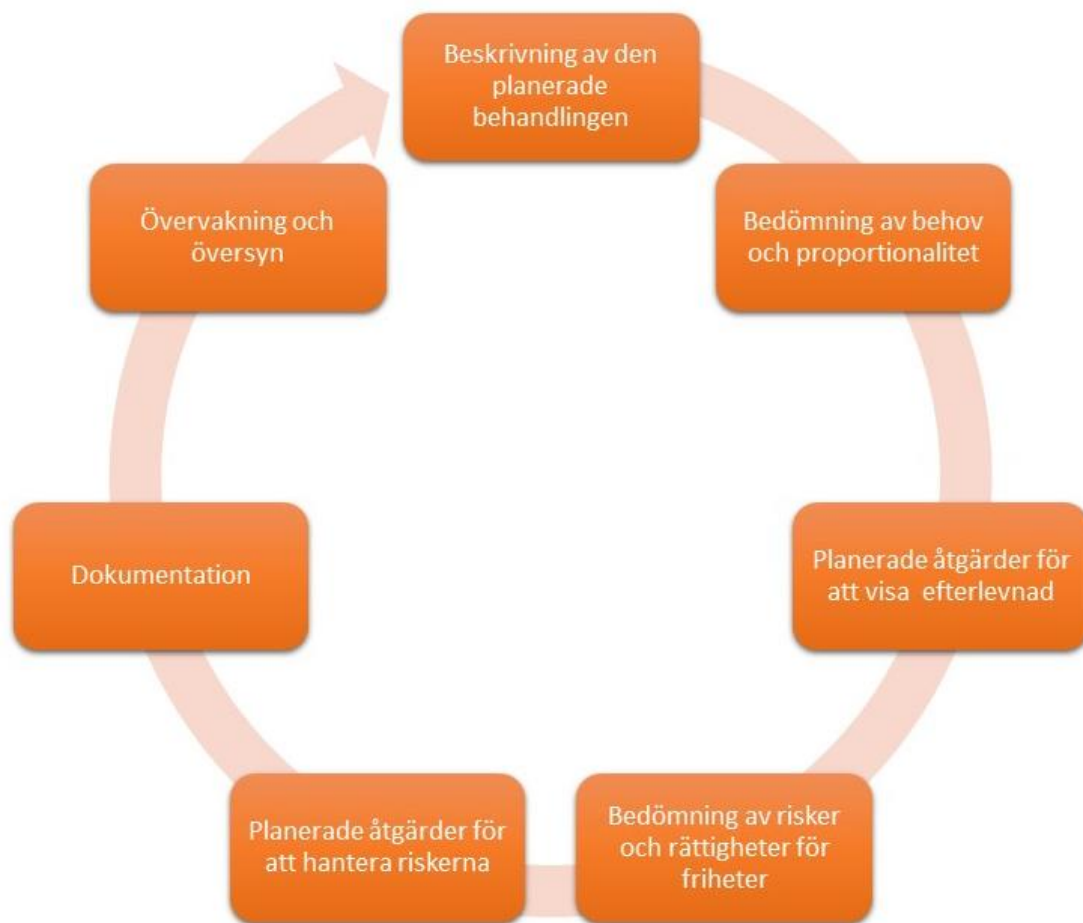 Beskrivning av den
planerade
behandlingen
Bedömning av behov
och proportionalitet
Planerade åtgärder för
att visa  efterlevnad
Bedömning av risker
och rättigheter för
friheter
Planerade åtgärder för
att hantera riskerna
Dokumentation
Övervakning och
översyn